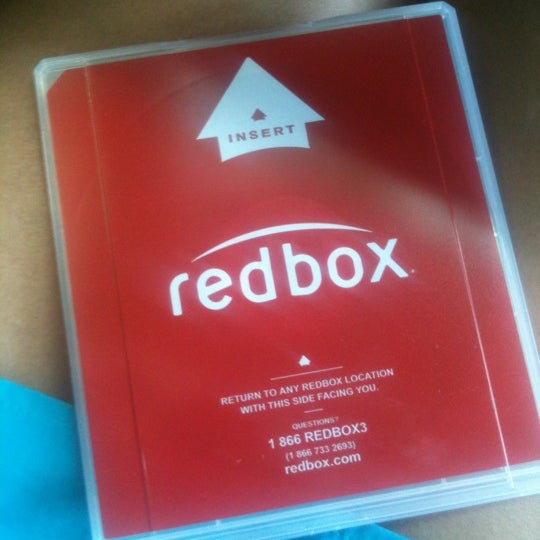 INSERT
redbox.
RETURN TO ANY REDBOX LOCATION
WITH THIS SIDE FACING YOU.
QUESTIONS?
1 866 REDBOX3
(1 866 733 2693)
redbox.com